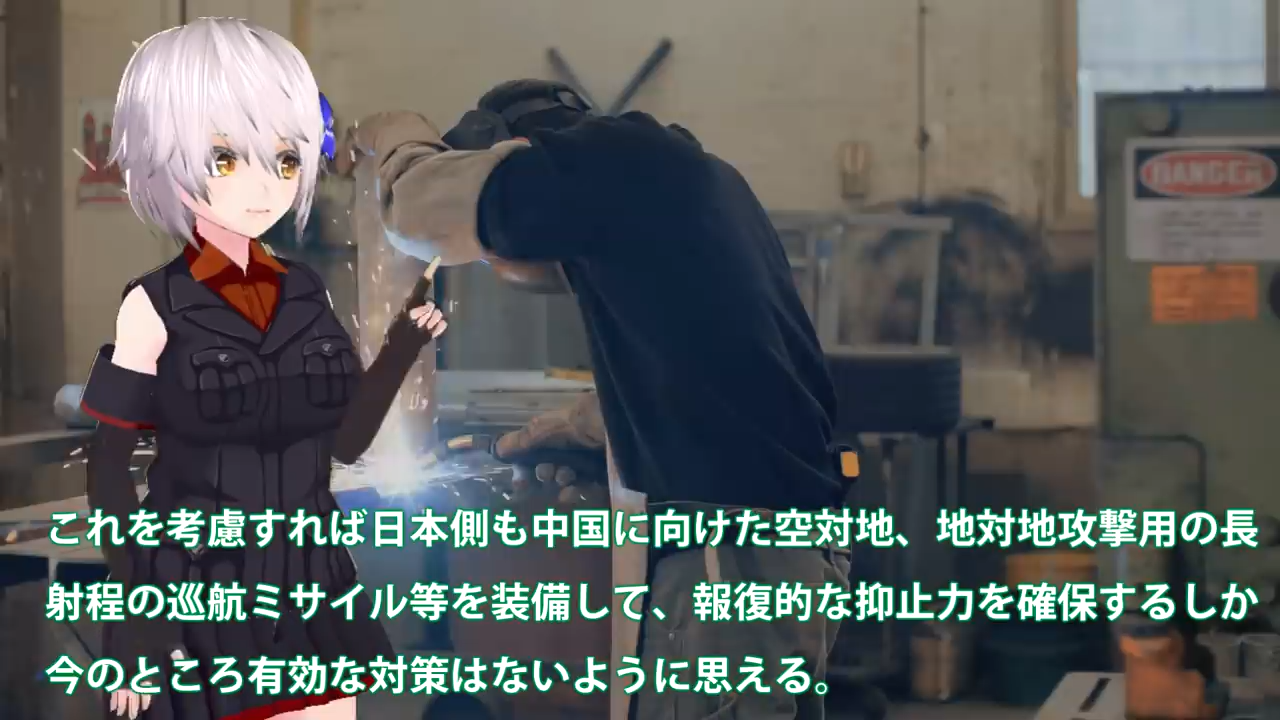 DANGER
これを考慮すれば日本側も中国に向けた空対地、地対地攻撃用の長
射程の巡航ミサイル等を装備して、報復的な抑止力を確保するしか
今のところ有効な対策はないように思える。